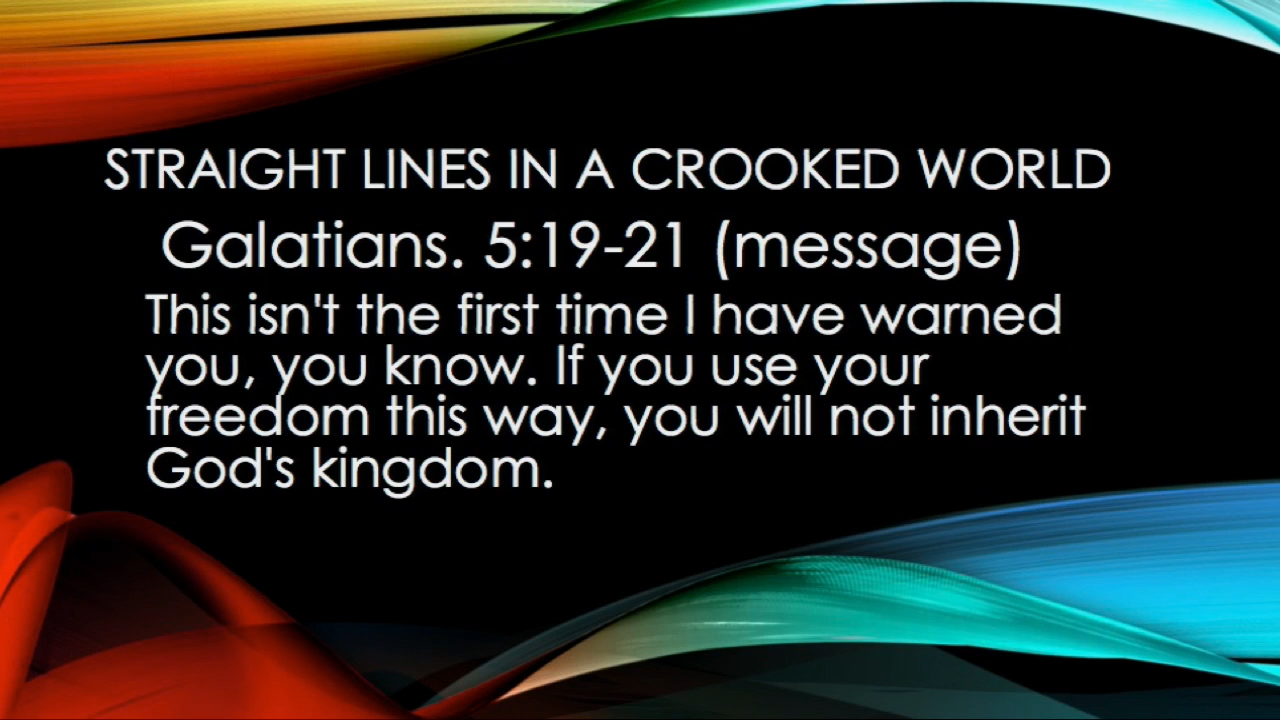 STRAIGHT LINES IN A CROOKED WORLD
Galatians. 5:19-21 (message)
This isn't the first time I have warned
you, you know. If you use your
freedom this way, you will not inherit
God's kingdom.